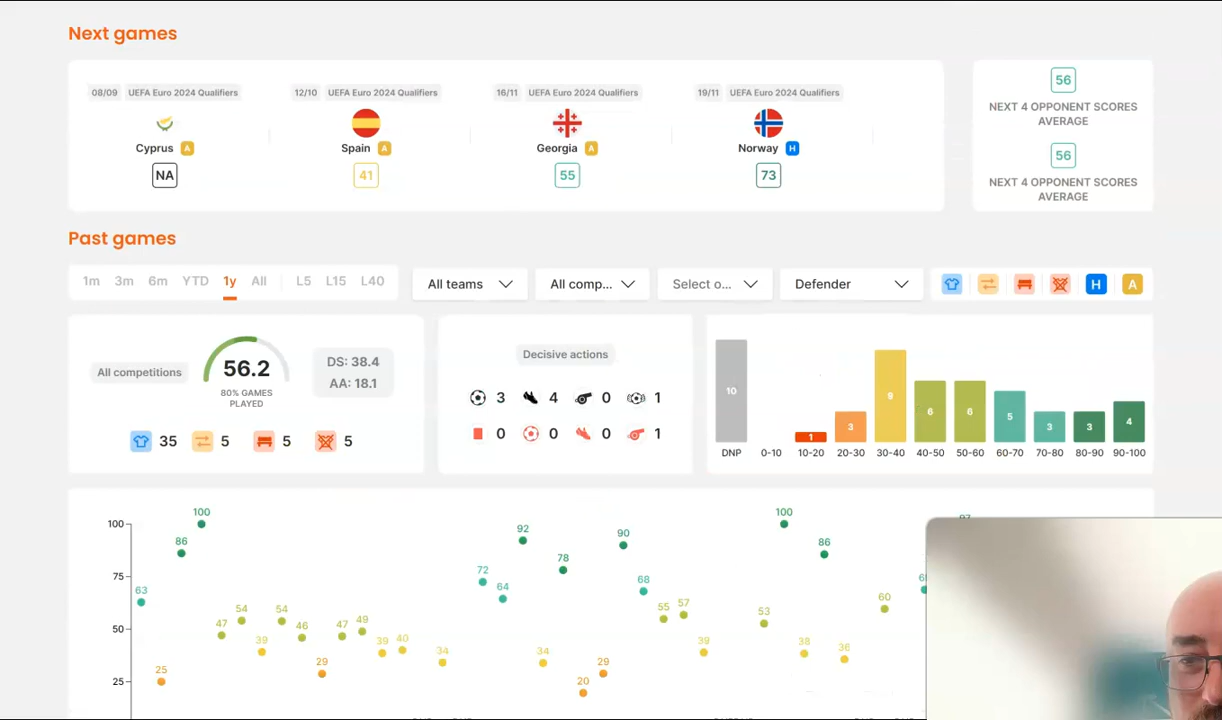 Next games
08/09 UEFA Euro 2024 Qualifiers
Cyprus A
NA
12/10 UEFA Euro 2024 Qualifiers
Spain A
41
16/11 UEFA Euro 2024 Qualifiers
Georgia A
55
19/11 UEFA Euro 2024 Qualifiers
Norway H
73
56
NEXT 4 OPPONENT SCORES
AVERAGE
56
NEXT 4 OPPONENT SCORES
AVERAGE
Past games
1m 3m 6m YTD 1y All L5 L15 L40
All teams
All comp...
Select o...
Defender
H A
All competitions
56.2
80% GAMES
PLAYED
DS: 38.4
AA: 18.1
35 5 5 5
Decisive actions
3 4 0 1
0 0 0 1
10 1 3 9 6 6 5 3 3 4
DNP 0-10 10-20 20-30 30-40 40-50 50-60 60-70 70-80 80-90 90-100
100
75
50
25
63 25 86 100 47 54 39 54 46 29 47 49 39 40 34 72 64 92 34 78 20 29 90 68 55 57 39 53 100 38 86 36 60